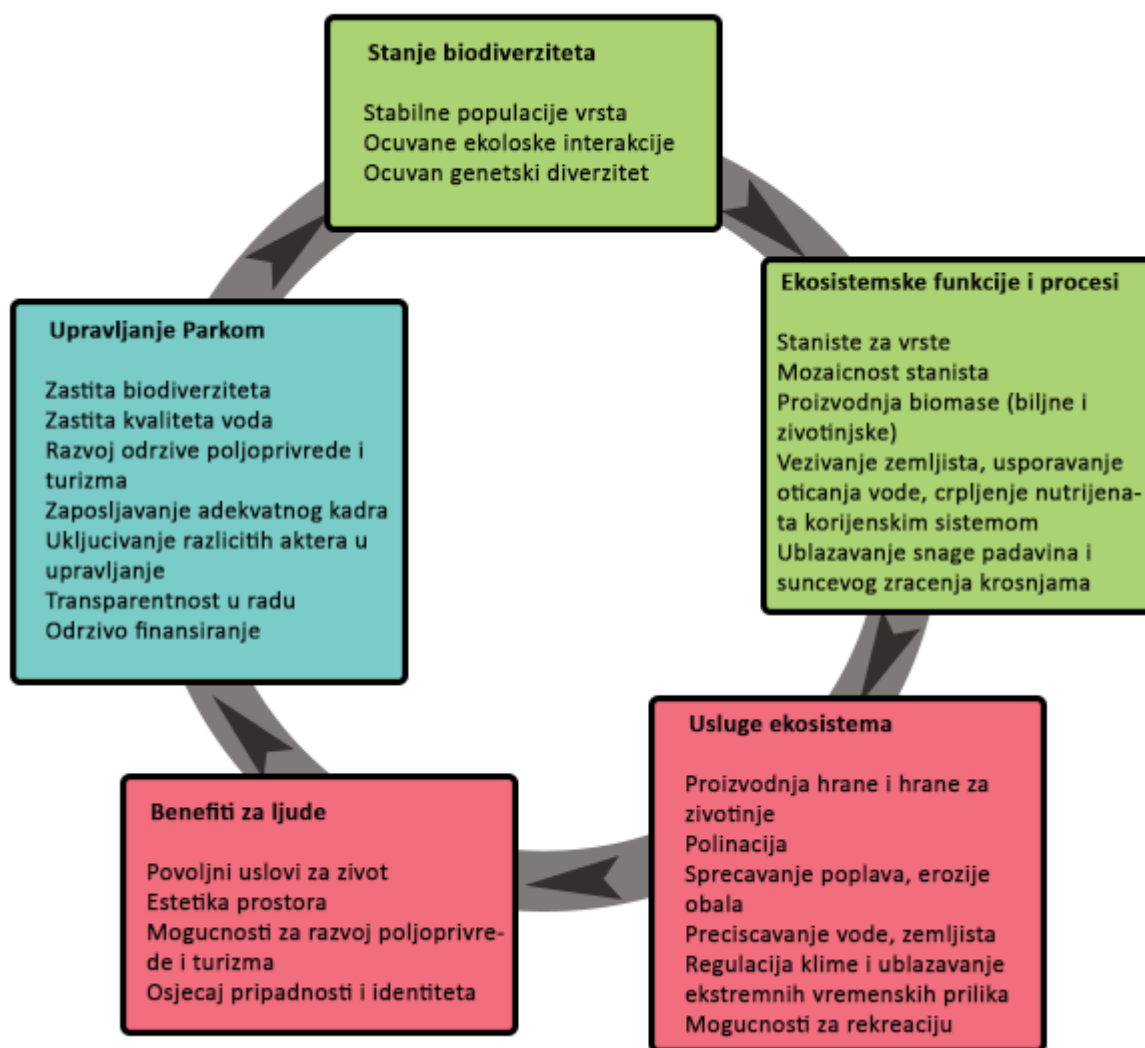 Stanje biodiverziteta
Stabilne populacije vrsta
Ocuvane ekoloske interakcije
Ocuvan genetski diverzitet
Ekosistemske funkcije i procesi
Staniste za vrste
Mozaicnost stanista
Proizvodnja biomase (biljne i
zivotinjske)
Vezivanje zemljista, usporavanje
oticanja vode, crpljenje nutrijena-
ta korijenskim sistemom
Ublazavanje snage padavina i
suncevog zracenja krosnjama
Usluge ekosistema
Proizvodnja hrane i hrane za
zivotinje
Polinacija
Sprecavanje poplava, erozije
obala
Preciscavanje vode, zemljista
Regulacija klime i ublazavanje
ekstremnih vremenskih prilika
Mogucnosti za rekreaciju
Benefiti za ljude
Povoljni uslovi za zivot
Estetika prostora
Mogucnosti za razvoj poljoprivre-
de i turizma
Osjecaj pripadnosti i identiteta
Upravljanje Parkom
Zastita biodiverziteta
Zastita kvaliteta voda
Razvoj odrzive poljoprivrede i
turizma
Zaposljavanje adekvatnog kadra
Ukljucivanje razlicitih aktera u
upravljanje
Transparentnost u radu
Odrzivo finansiranje